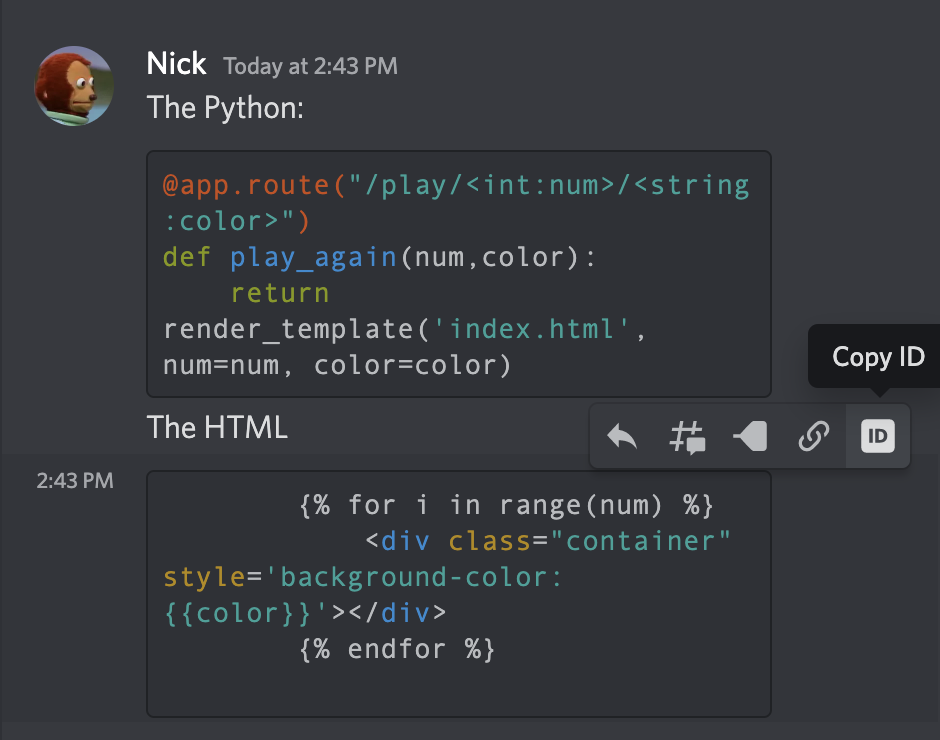 Nick Today at 2:43 PM
The Python:
@app.route("/play/<int:num>/<string
:color>")
def play_again(num,color):
    return
render_template('index.html',
num=num, color=color)
Copy ID
The HTML
ID
2:43 PM
{% for i in range(num) %}
<div class="container"
style='background-color:
{{color}}'></div>
{% endfor %}